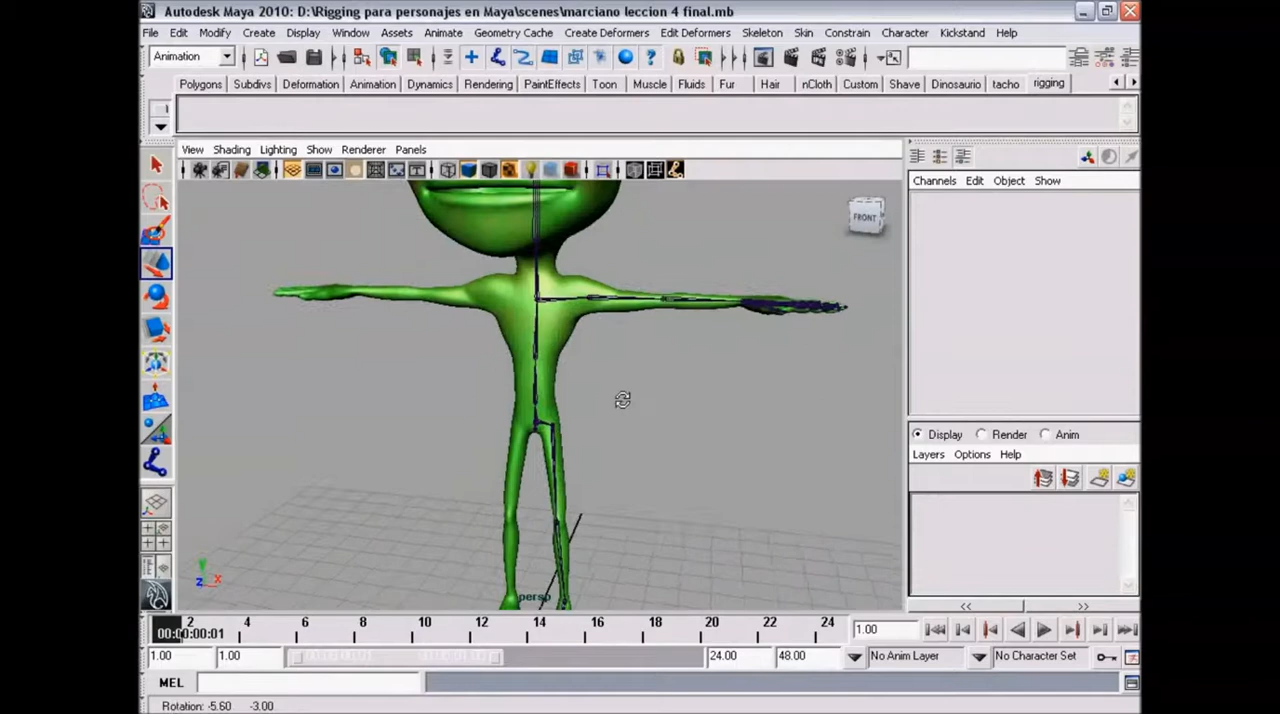 Autodesk Maya 2010: D:\Rigging para personajes en Maya\scenes\marciano leccion 4 final.mb
File Edit Modify Create Display Window Assets Animate Geometry Cache Create Deformers Edit Deformers Skeleton Skin Constrain Character Kickstand Help
Animation
Polygons Subdivs Deformation Animation Dynamics Rendering PaintEffects Toon Muscle Fluids Fur Hair nCloth Custom Shave Dinosaurio tacho rigging
View Shading Lighting Show Renderer Panels
Channels Edit Object Show
FRONT
Display Render Anim
Layers Options Help
persp
2 4 6 8 10 12 14 16 18 20 22 24
00:00:00:01
1.00
1.00 1.00 24.00 48.00 No Anim Layer No Character Set
MEL
Rotation: -5.60 -3.00